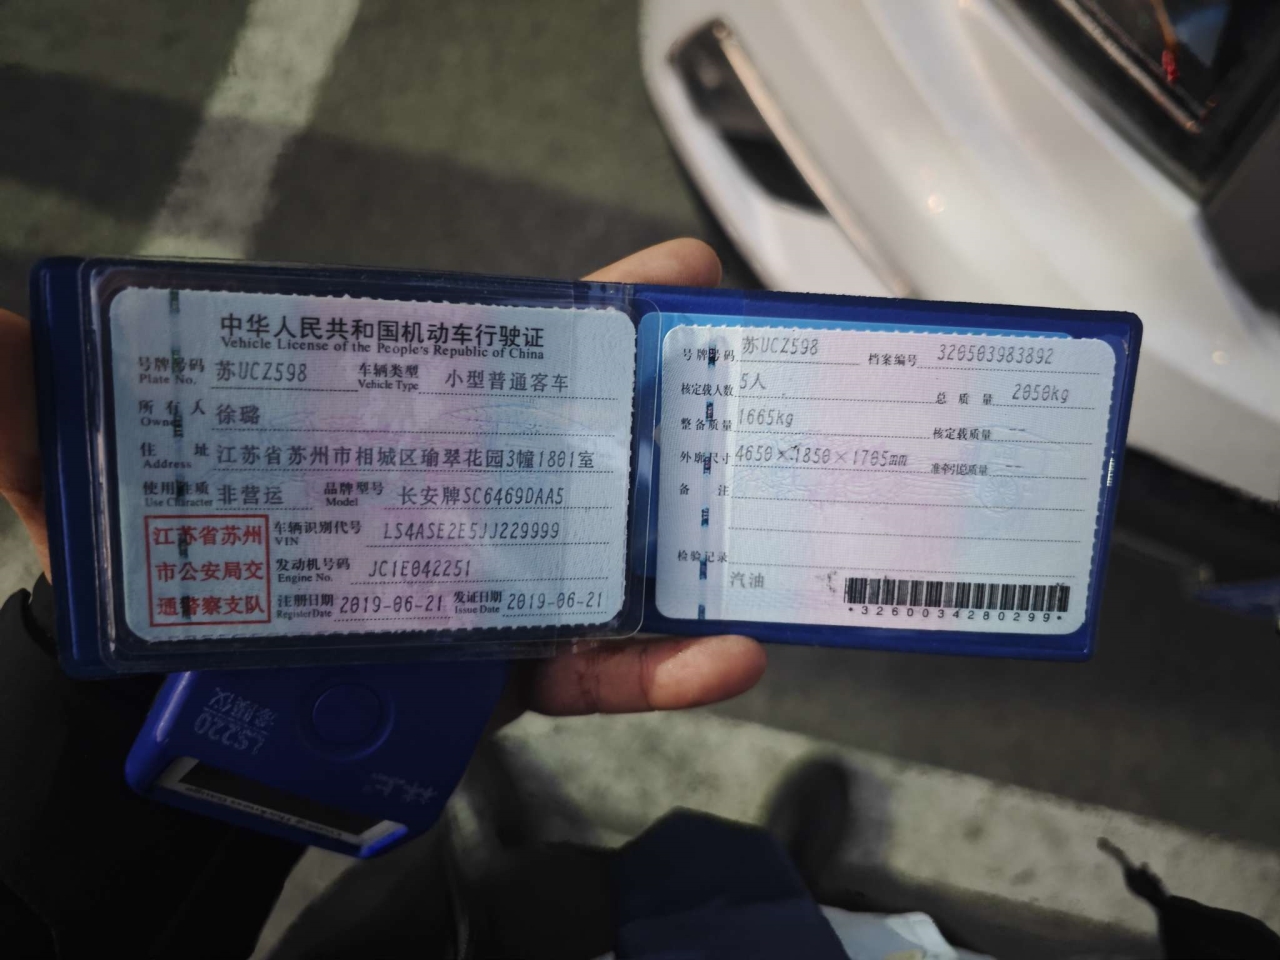 中华人民共和国机动车行驶证
Vehicle License of the People's Republic of China
号牌号码 苏UCZ598 车辆类型 小型普通客车
Plate No. Vehicle Type
所有人 徐璐
Owner
住址 江苏省苏州市相城区瑜翠花园3幢1801室
Address
使用性质 非营运 品牌型号 长安牌SC6469DAA5
Use Character Model
江苏省苏州
市公安局交
通警察支队
车辆识别代号 LS4ASE2E5JJ229999
VIN
发动机号码 JC1E042251
Engine No.
注册日期 2019-06-21 发证日期 2019-06-21
Register Date Issue Date
号牌号码 苏UCZ598 档案编号 320503983892
核定载人数 5人 总质量 2050kg
整备质量 1665kg 核定载质量 --
外廓尺寸 4650×1850×1705mm 准牵引总质量 --
备注
检验记录
汽油
*3260034280299*
LS220
林上